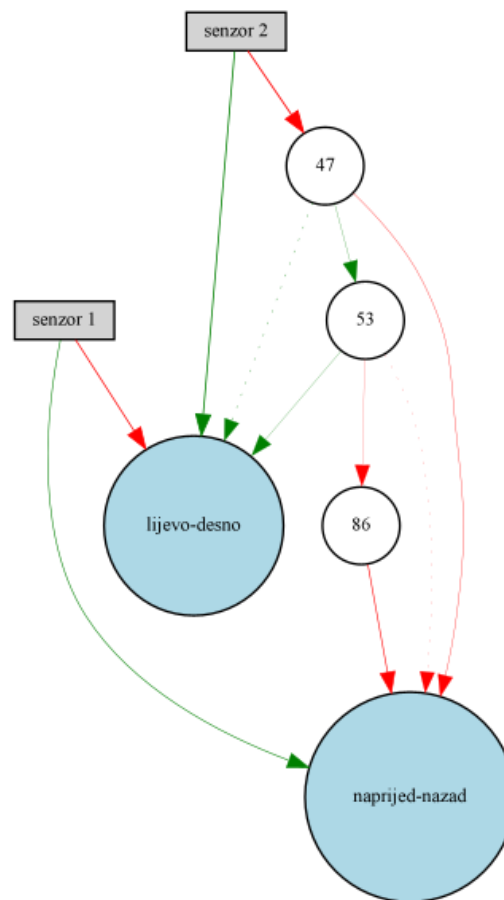 senzor 2
47
senzor 1
53
lijevo-desno
86
naprijed-nazad